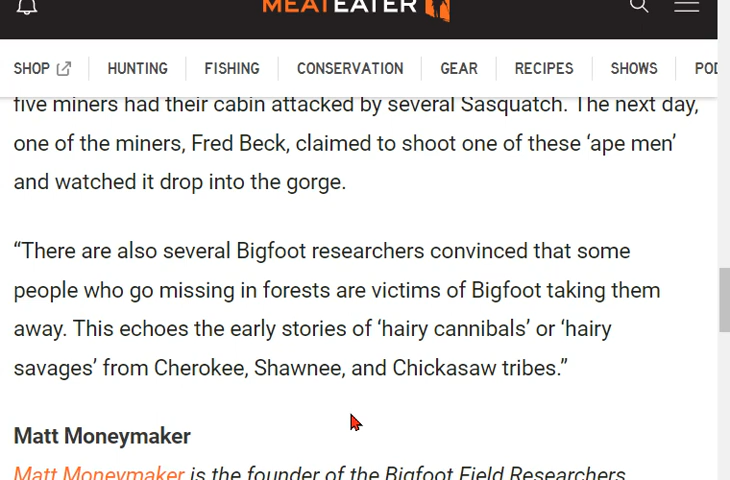 MEATEATER
SHOP HUNTING FISHING CONSERVATION GEAR RECIPES SHOWS
five miners had their cabin attacked by several Sasquatch. The next day,
one of the miners, Fred Beck, claimed to shoot one of these ‘ape men’
and watched it drop into the gorge.
“There are also several Bigfoot researchers convinced that some
people who go missing in forests are victims of Bigfoot taking them
away. This echoes the early stories of ‘hairy cannibals’ or ‘hairy
savages’ from Cherokee, Shawnee, and Chickasaw tribes.”
Matt Moneymaker
Matt Moneymaker is the founder of the Bigfoot Field Researchers